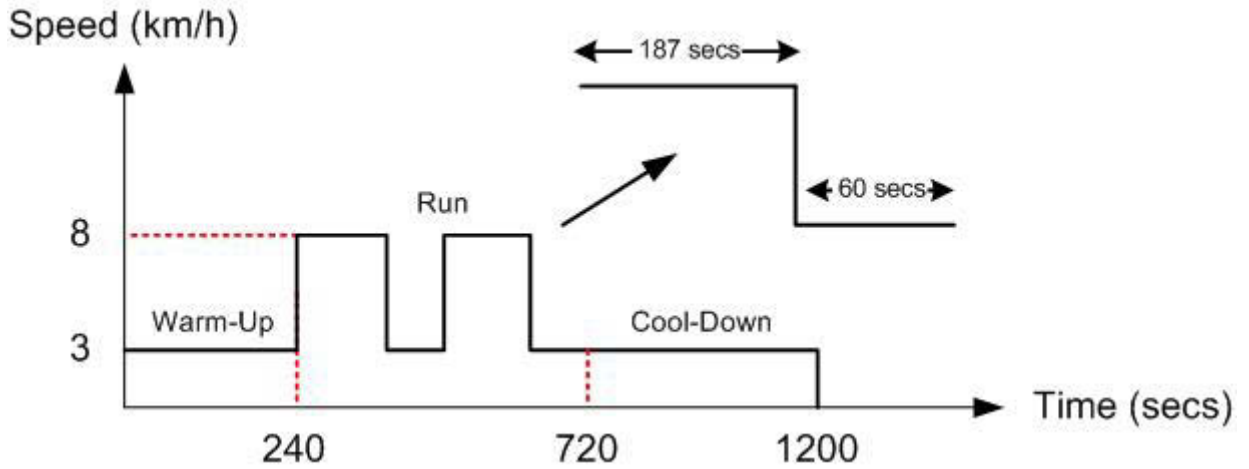 Speed (km/h)
187 secs
60 secs
Run
8
Warm-Up
Cool-Down
3
Time (secs)
240
720
1200